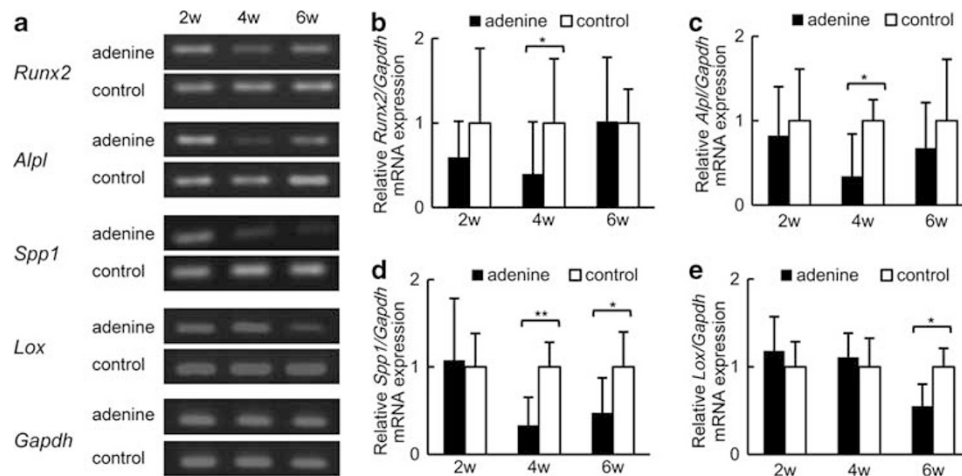 a
2w 4w 6w
Runx2
adenine
control
Alpl
adenine
control
Spp1
adenine
control
Lox
adenine
control
Gapdh
adenine
control
b
adenine control
Relative Runx2/Gapdh
mRNA expression
2
1
0
*
2w 4w 6w
c
adenine control
Relative Alpl/Gapdh
mRNA expression
2
1
0
*
2w 4w 6w
d
adenine control
Relative Spp1/Gapdh
mRNA expression
2
1
0
** *
2w 4w 6w
e
adenine control
Relative Lox/Gapdh
mRNA expression
2
1
0
*
2w 4w 6w